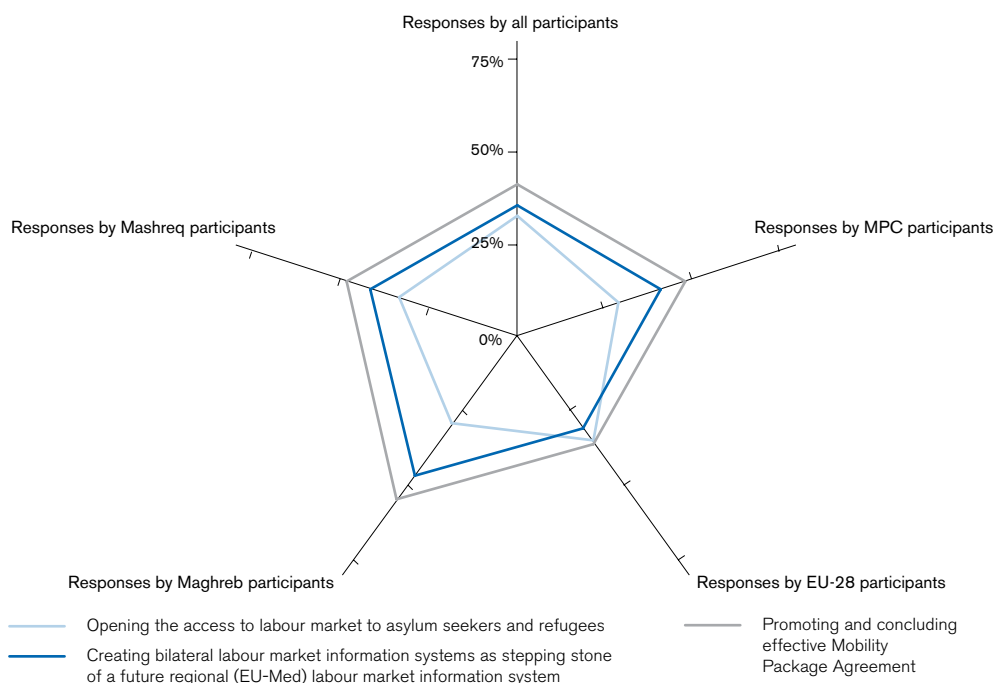 Responses by all participants
75%
50%
Responses by Mashreq participants
Responses by MPC participants
25%
0%
Responses by Maghreb participants
Responses by EU-28 participants
Opening the access to labour market to asylum seekers and refugees
Creating bilateral labour market information systems as stepping stone
of a future regional (EU-Med) labour market information system
Promoting and concluding
effective Mobility
Package Agreement